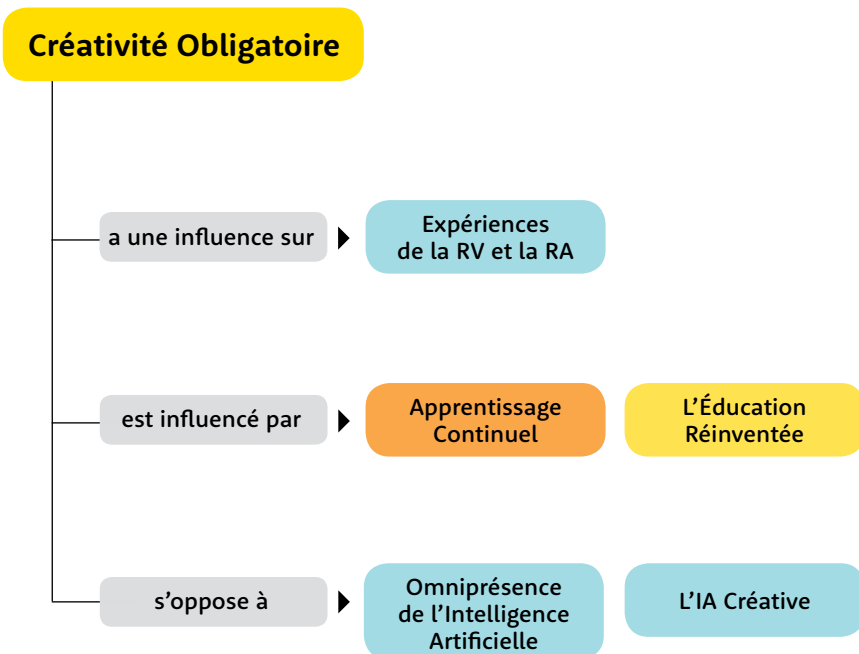 Créativité Obligatoire
a une influence sur
Expériences
de la RV et la RA
est influencé par
Apprentissage
Continuel
L’Éducation
Réinventée
s’oppose à
Omniprésence
de l’Intelligence
Artificielle
L’IA Créative